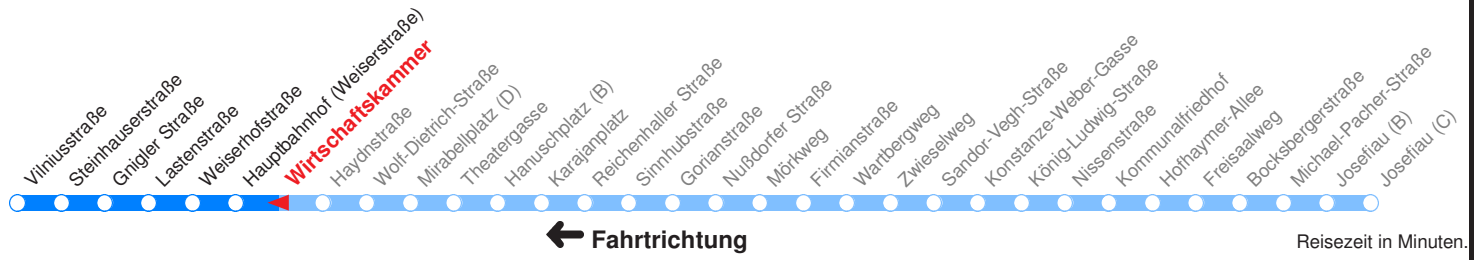 Vilniusstraße
Steinhauserstraße
Gnigler Straße
Lastenstraße
Weiserhofstraße
Hauptbahnhof (Weiserstraße)
Wirtschaftskammer
Haydnstraße
Wolf-Dietrich-Straße
Mirabellplatz (D)
Theatergasse
Hanuschplatz (B)
Karajanplatz
Reichenhaller Straße
Sinnhubstraße
Gorianstraße
Nußdorfer Straße
Mörkweg
Firmianstraße
Wartbergweg
Zwieselweg
Sandor- Vegh-Straße
Konstanze-Weber-Gasse
König-Ludwig-Straße
Nissenstraße
Kommunalfriedhof
Hofhaymer-Allee
Freisaalweg
Bocksbergerstraße
Michael-Pacher-Straße
Josefiau (B)
Josefiau (C)
Fahrtrichtung
Reisezeit in Minuten.